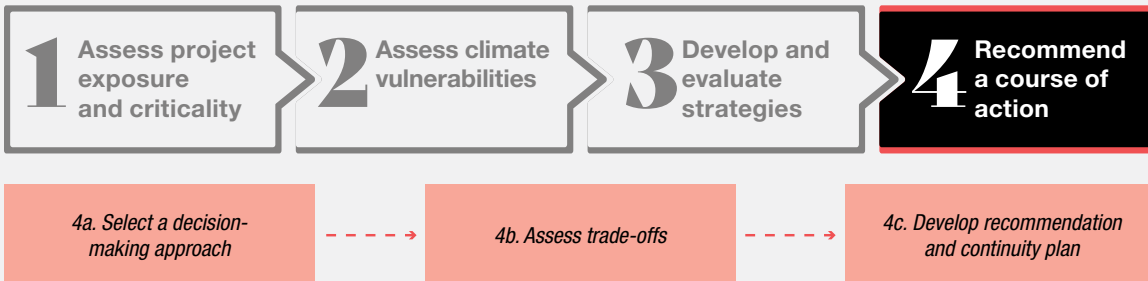 1 Assess project
exposure
and criticality
2 Assess climate
vulnerabilities
3 Develop and
evaluate
strategies
4 Recommend
a course of
action
4a. Select a decision-
making approach
4b. Assess trade-offs
4c. Develop recommendation
and continuity plan